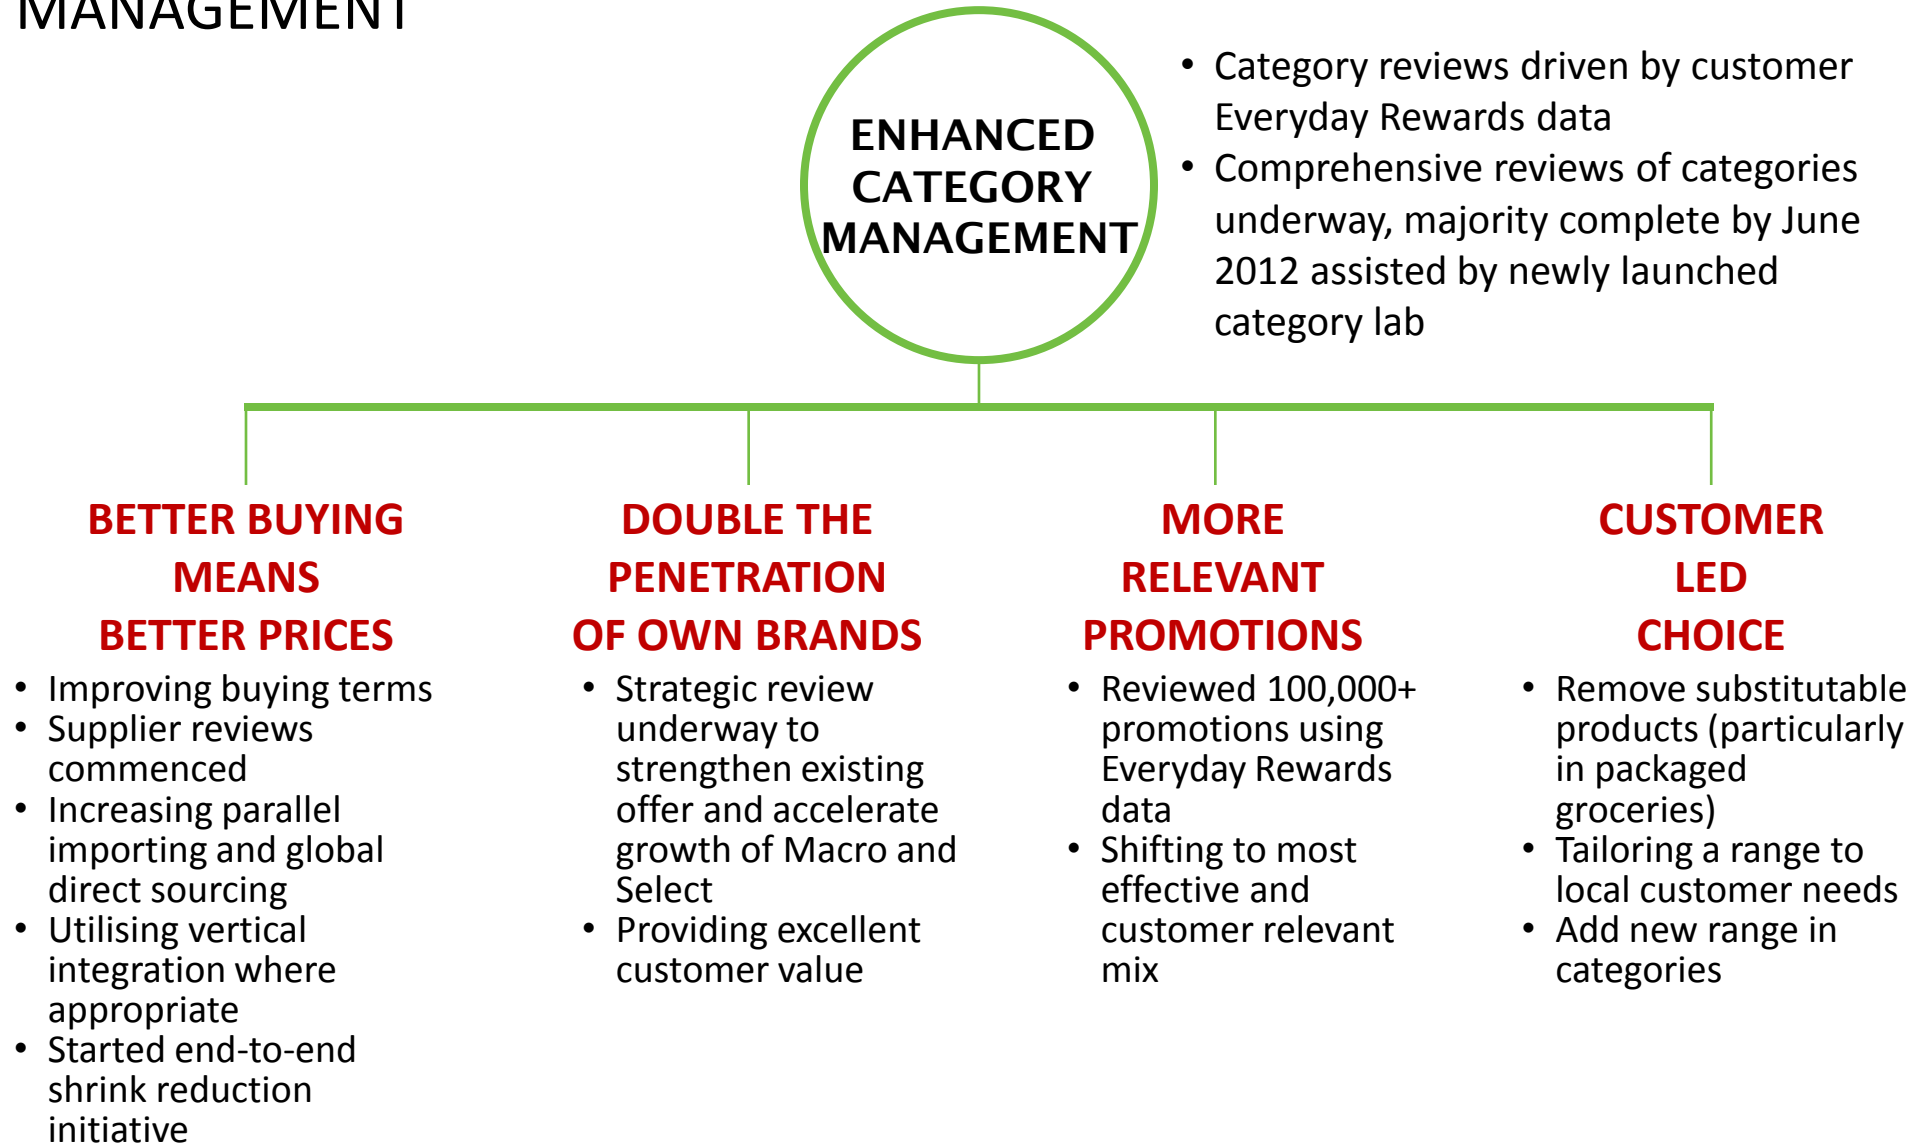 MANAGEMENT
ENHANCED
CATEGORY
MANAGEMENT
• Category reviews driven by customer
Everyday Rewards data
• Comprehensive reviews of categories
underway, majority complete by June
2012 assisted by newly launched
category lab
BETTER BUYING
MEANS
BETTER PRICES
• Improving buying terms
• Supplier reviews
commenced
• Increasing parallel
importing and global
direct sourcing
• Utilising vertical
integration where
appropriate
• Started end-to-end
shrink reduction
initiative
DOUBLE THE
PENETRATION
OF OWN BRANDS
• Strategic review
underway to
strengthen existing
offer and accelerate
growth of Macro and
Select
• Providing excellent
customer value
MORE
RELEVANT
PROMOTIONS
• Reviewed 100,000+
promotions using
Everyday Rewards
data
• Shifting to most
effective and
customer relevant
mix
CUSTOMER
LED
CHOICE
• Remove substitutable
products (particularly
in packaged
groceries)
• Tailoring a range to
local customer needs
• Add new range in
categories